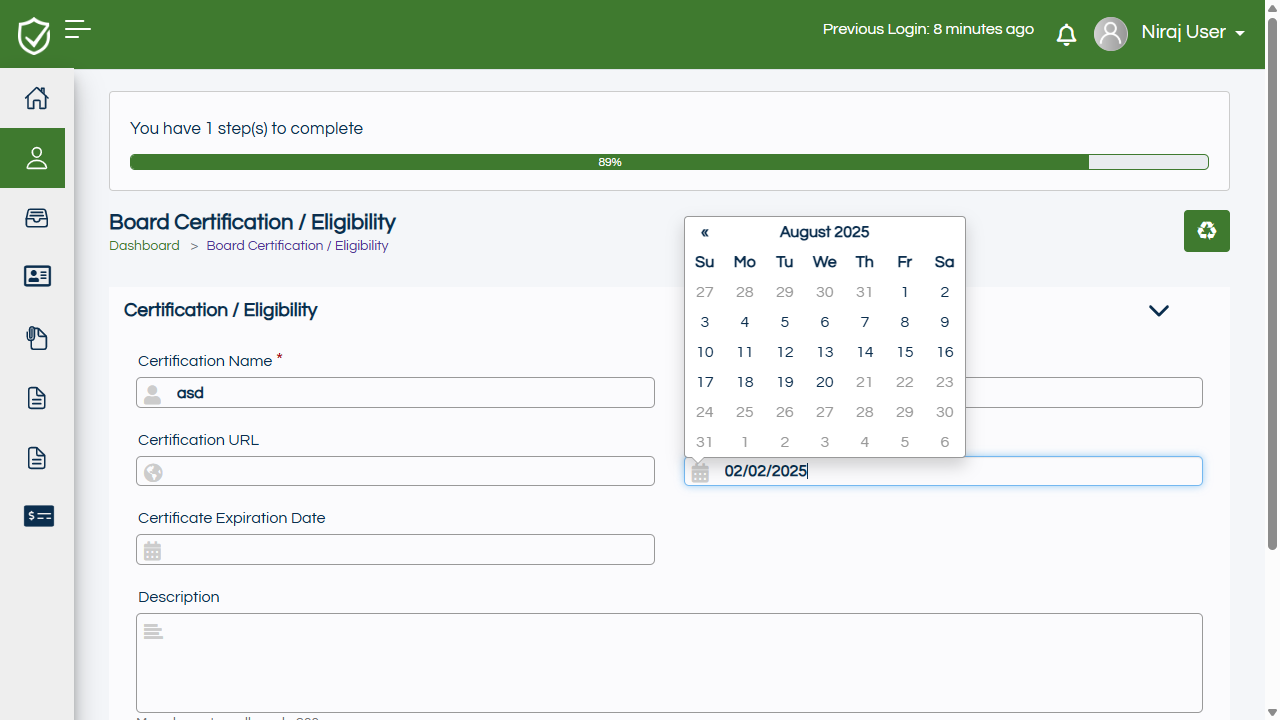 Previous Login: 8 minutes ago
Niraj User
You have 1 step(s) to complete
89%
Board Certification / Eligibility
Dashboard > Board Certification / Eligibility
« August 2025
Su Mo Tu We Th Fr Sa
27 28 29 30 31 1 2
3 4 5 6 7 8 9
10 11 12 13 14 15 16
17 18 19 20 21 22 23
24 25 26 27 28 29 30
31 1 2 3 4 5 6
Certification / Eligibility
Certification Name *
asd
Certification URL
02/02/2025
Certificate Expiration Date
Description